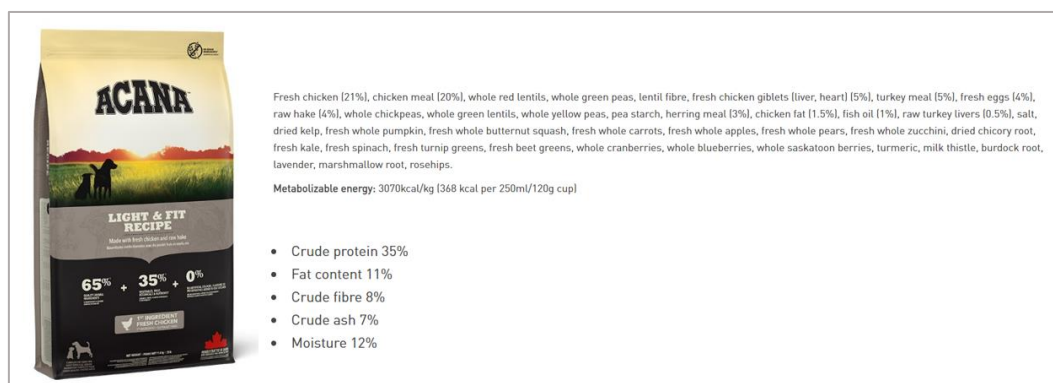 ACANA
LIGHT & FIT
RECIPE
Made with fresh chicken and raw hake
65% + 35% + 0%
1ST INGREDIENT
FRESH CHICKEN
Fresh chicken (21%), chicken meal (20%), whole red lentils, whole green peas, lentil fibre, fresh chicken giblets (liver, heart) (5%), turkey meal (5%), fresh eggs (4%),
raw hake (4%), whole chickpeas, whole green lentils, whole yellow peas, pea starch, herring meal (3%), chicken fat (1.5%), fish oil (1%), raw turkey livers (0.5%), salt,
dried kelp, fresh whole pumpkin, fresh whole butternut squash, fresh whole carrots, fresh whole apples, fresh whole pears, fresh whole zucchini, dried chicory root,
fresh kale, fresh spinach, fresh turnip greens, fresh beet greens, whole cranberries, whole blueberries, whole saskatoon berries, turmeric, milk thistle, burdock root,
lavender, marshmallow root, rosehips.
Metabolizable energy: 3070kcal/kg (368 kcal per 250ml/120g cup)
• Crude protein 35%
• Fat content 11%
• Crude fibre 8%
• Crude ash 7%
• Moisture 12%